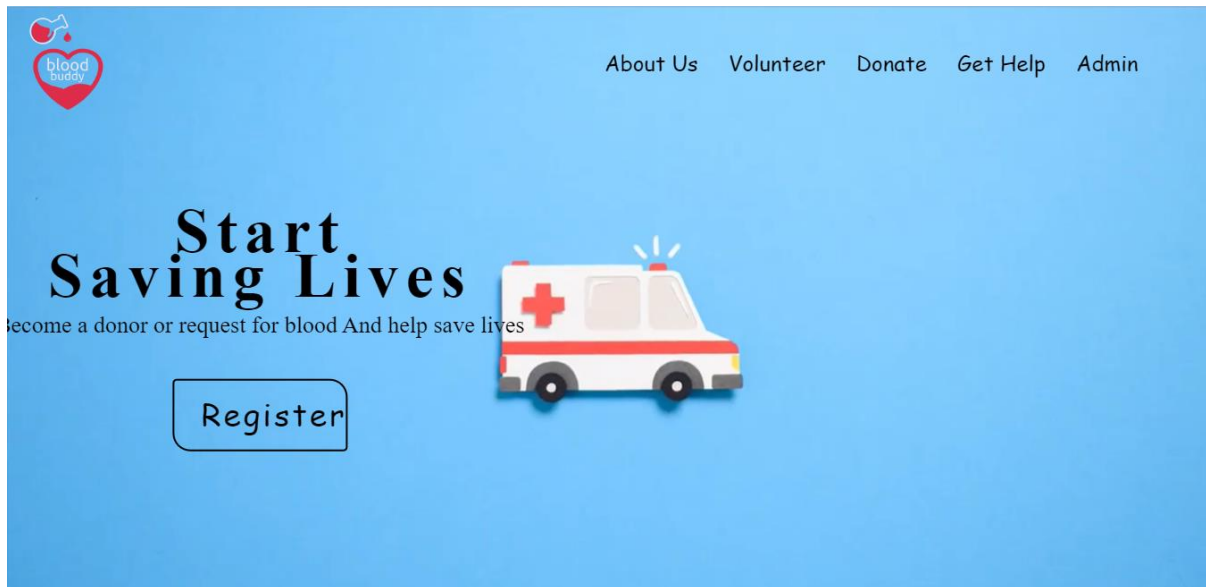 blood
buddy
About Us Volunteer Donate Get Help Admin
Start
Saving Lives
Become a donor or request for blood And help save lives
Register